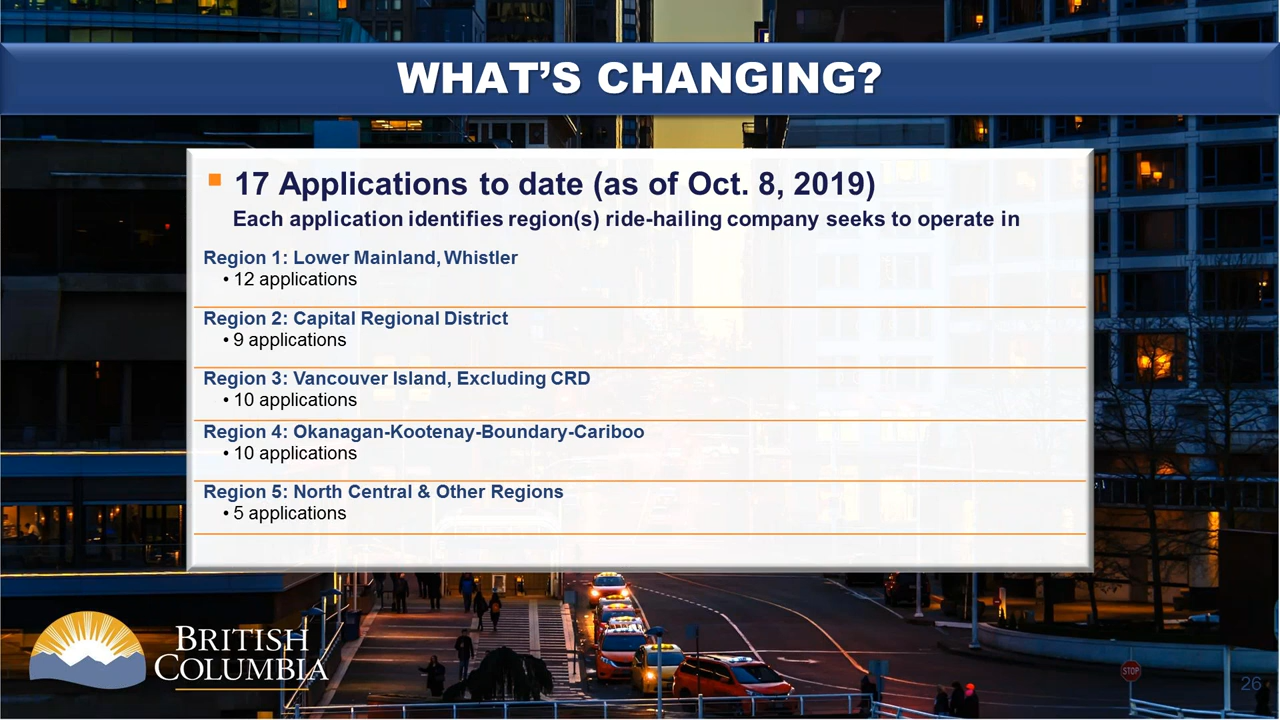 WHAT’S CHANGING?
▪ 17 Applications to date (as of Oct. 8, 2019)
Each application identifies region(s) ride-hailing company seeks to operate in
Region 1: Lower Mainland, Whistler
• 12 applications
Region 2: Capital Regional District
• 9 applications
Region 3: Vancouver Island, Excluding CRD
• 10 applications
Region 4: Okanagan-Kootenay-Boundary-Cariboo
• 10 applications
Region 5: North Central & Other Regions
• 5 applications
BRITISH
COLUMBIA
STOP
26